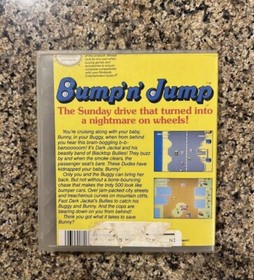 Bump'n' Jump
The Sunday drive that turned into
a nightmare on wheels!
You're cruising along with your baby,
Bunny, in your Buggy, when from behind
you hear this brain-boggling b-b-
beroooooom! It's Dark Jackal and his
beastly band of Blacktop Bullies! They buzz
by and when the smoke clears, the
passenger seat's bare. These Dudes have
kidnapped your baby, Bunny!
Only you and the Buggy can bring her
back. But not without a bone-bouncing
chase that makes the Indy 500 look like
bumper cars. Over jam-packed city streets
and treacherous curves on mountain cliffs.
Fast Dark Jackal's Bullies to catch his
Buggy and Bunny. And the cops are
bearing down on you from behind!
Think you got what it takes to save
Bunny?